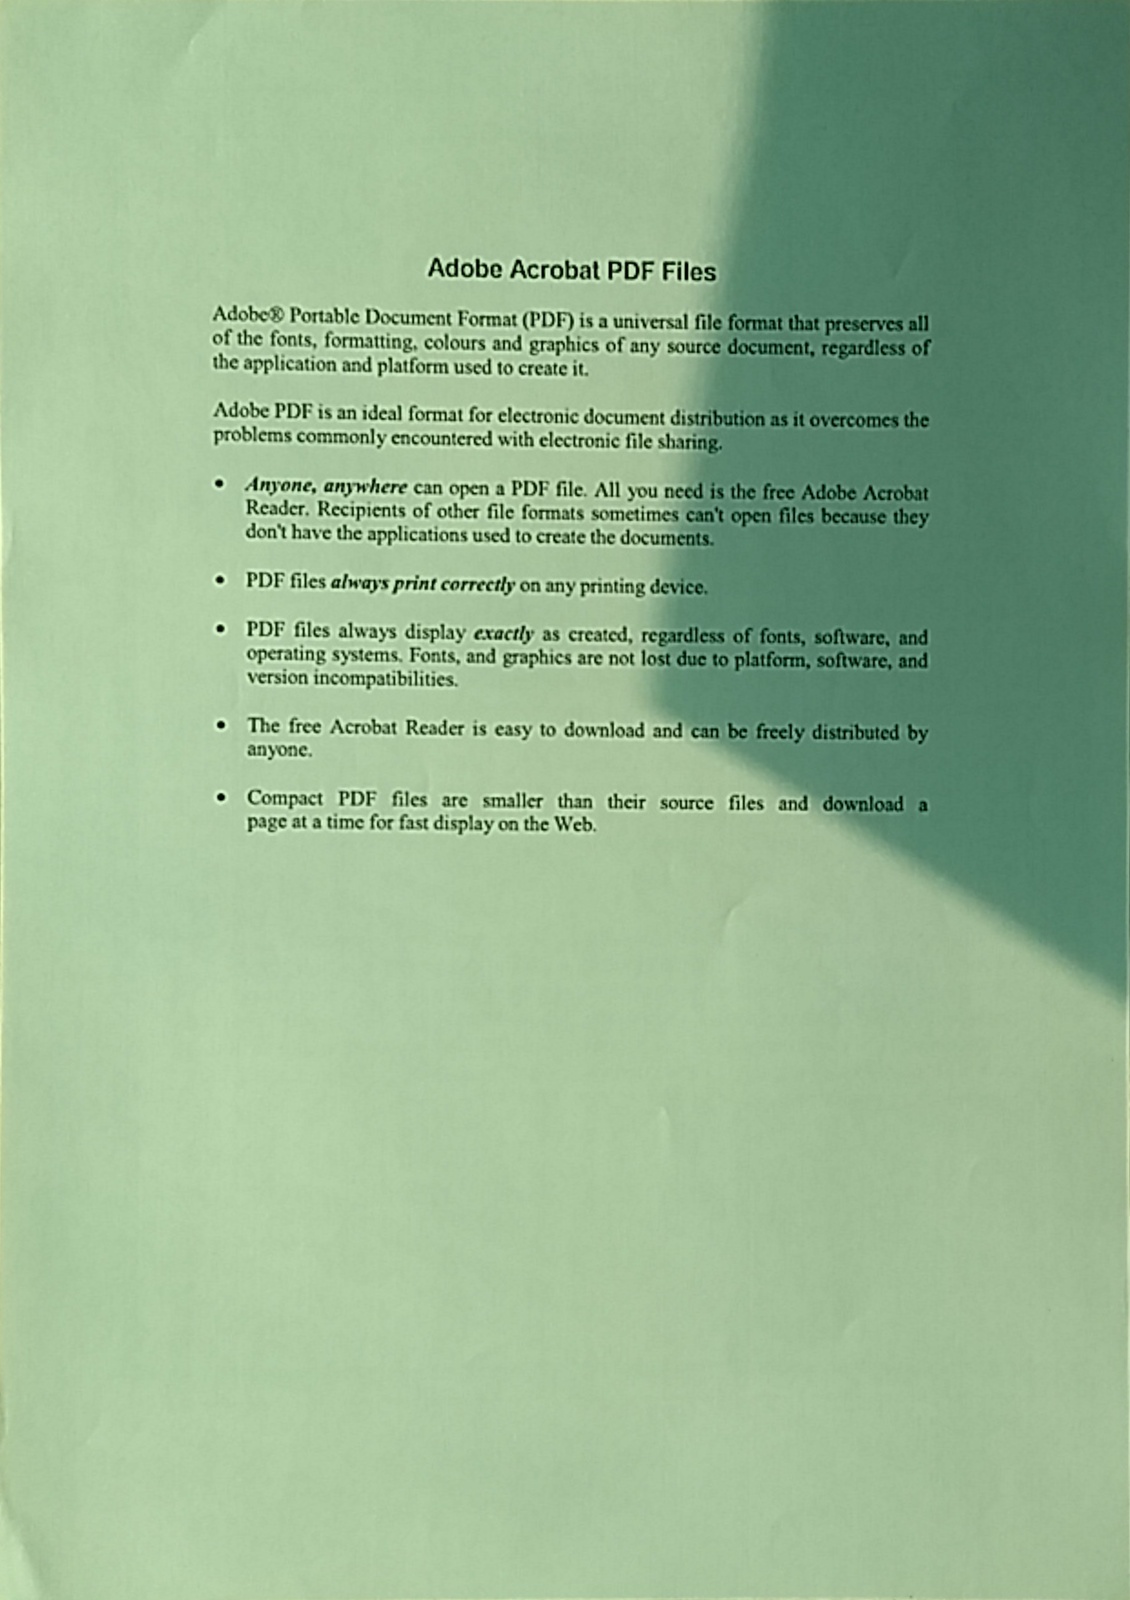 Adobe Acrobat PDF Files
Adobe® Portable Document Format (PDF) is a universal file format that preserves all
of the fonts, formatting, colours and graphics of any source document, regardless of
the application and platform used to create it.
Adobe PDF is an ideal format for electronic document distribution as it overcomes the
problems commonly encountered with electronic file sharing.
• Anyone, anywhere can open a PDF file. All you need is the free Adobe Acrobat
Reader. Recipients of other file formats sometimes can't open files because they
don't have the applications used to create the documents.
• PDF files always print correctly on any printing device.
• PDF files always display exactly as created, regardless of fonts, software, and
operating systems. Fonts, and graphics are not lost due to platform, software, and
version incompatibilities.
• The free Acrobat Reader is easy to download and can be freely distributed by
anyone.
• Compact PDF files are smaller than their source files and download a
page at a time for fast display on the Web.